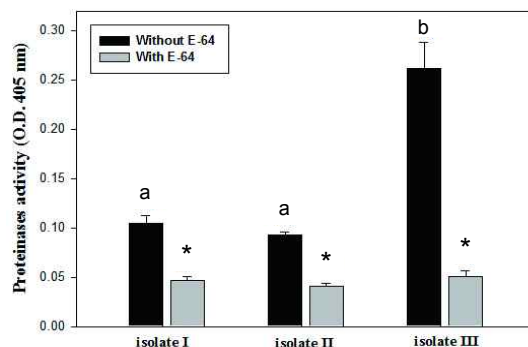 Proteinases activity (O.D. 405 nm)
0.30
0.25
0.20
0.15
0.10
0.05
0.00
Without E-64
With E-64
a
*
a
*
b
*
isolate I
isolate II
isolate III